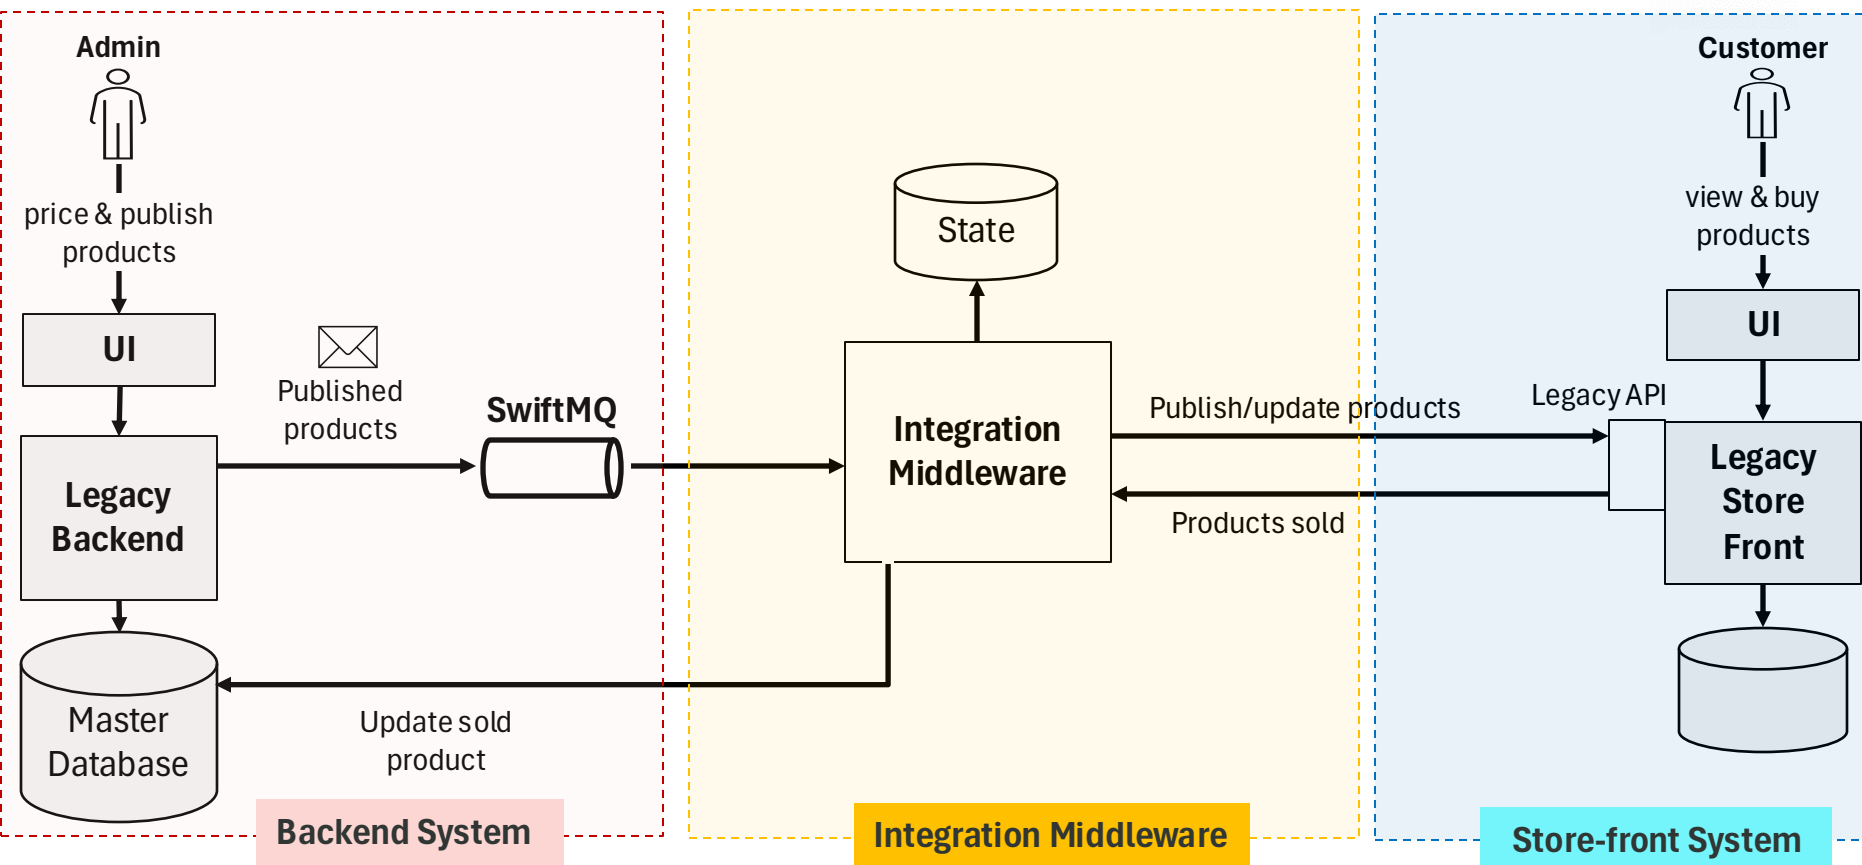 Admin
price & publish
products
UI
Published
products
SwiftMQ
Legacy
Backend
Master
Database
Update sold
product
Backend System
State
Integration
Middleware
Publish/update products
Products sold
Integration Middleware
Customer
view & buy
products
UI
Legacy API
Legacy
Store
Front
Store-front System